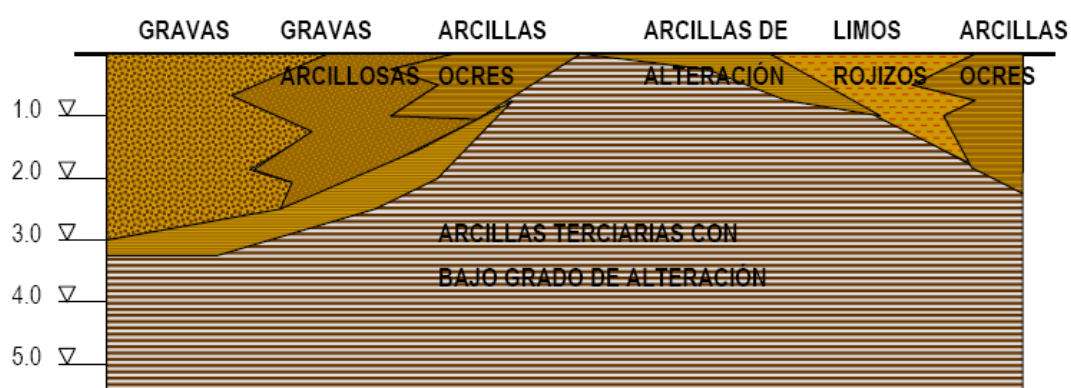 GRAVAS GRAVAS ARCILLAS ARCILLAS DE LIMOS ARCILLAS
ARCILLOSAS OCRES ALTERACIÓN ROJIZOS OCRES
1.0
2.0
3.0
ARCILLAS TERCIARIAS CON
BAJO GRADO DE ALTERACIÓN
4.0
5.0